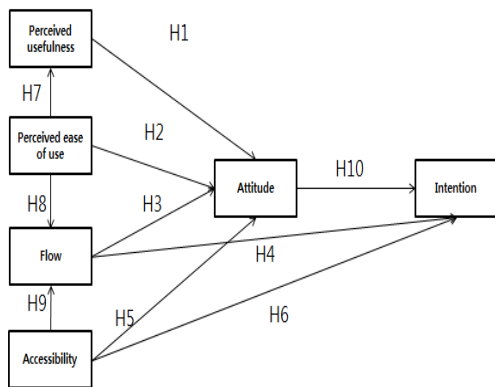 Perceived
usefulness
H1
H7
Perceived ease
of use
H2
H8
H3
Attitude
H10
Intention
Flow
H4
H9
H5
H6
Accessibility